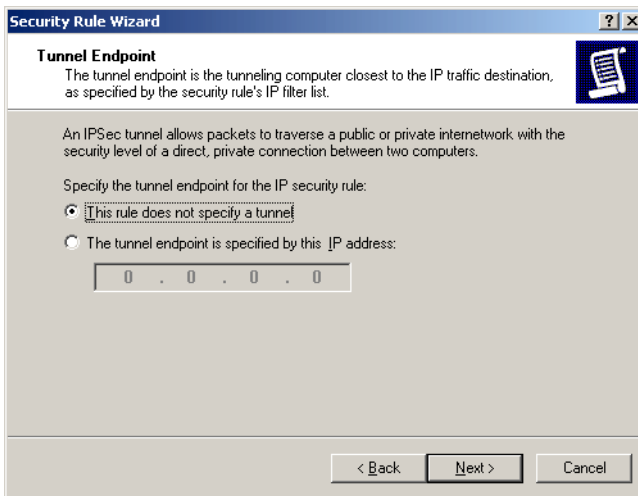 Security Rule Wizard
Tunnel Endpoint
The tunnel endpoint is the tunneling computer closest to the IP traffic destination,
as specified by the security rule's IP filter list.
An IPSec tunnel allows packets to traverse a public or private internetwork with the
security level of a direct, private connection between two computers.
Specify the tunnel endpoint for the IP security rule:
This rule does not specify a tunnel
The tunnel endpoint is specified by this IP address:
0 . 0 . 0 . 0
< Back Next > Cancel